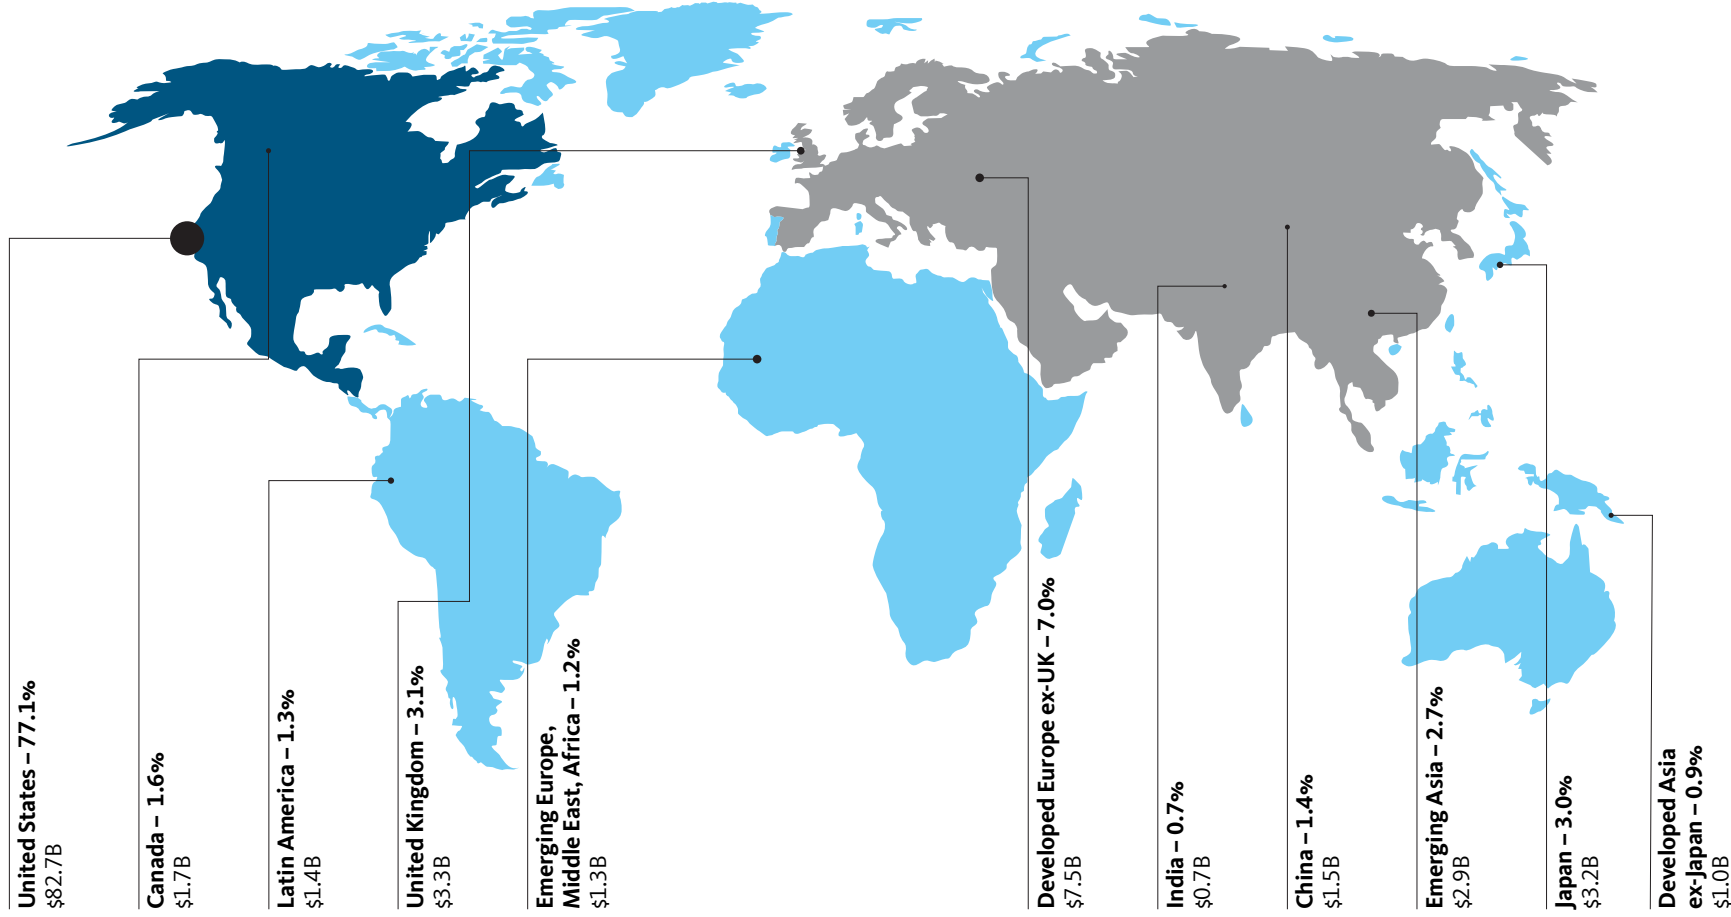 United States – 77.1%
$82.7B
Canada – 1.6%
$1.7B
Latin America – 1.3%
$1.4B
United Kingdom – 3.1%
$3.3B
Emerging Europe,
Middle East, Africa – 1.2%
$1.3B
Developed Europe ex-UK – 7.0%
$7.5B
India – 0.7%
$0.7B
China – 1.4%
$1.5B
Emerging Asia – 2.7%
$2.9B
Japan – 3.0%
$3.2B
Developed Asia
ex-Japan – 0.9%
$1.0B